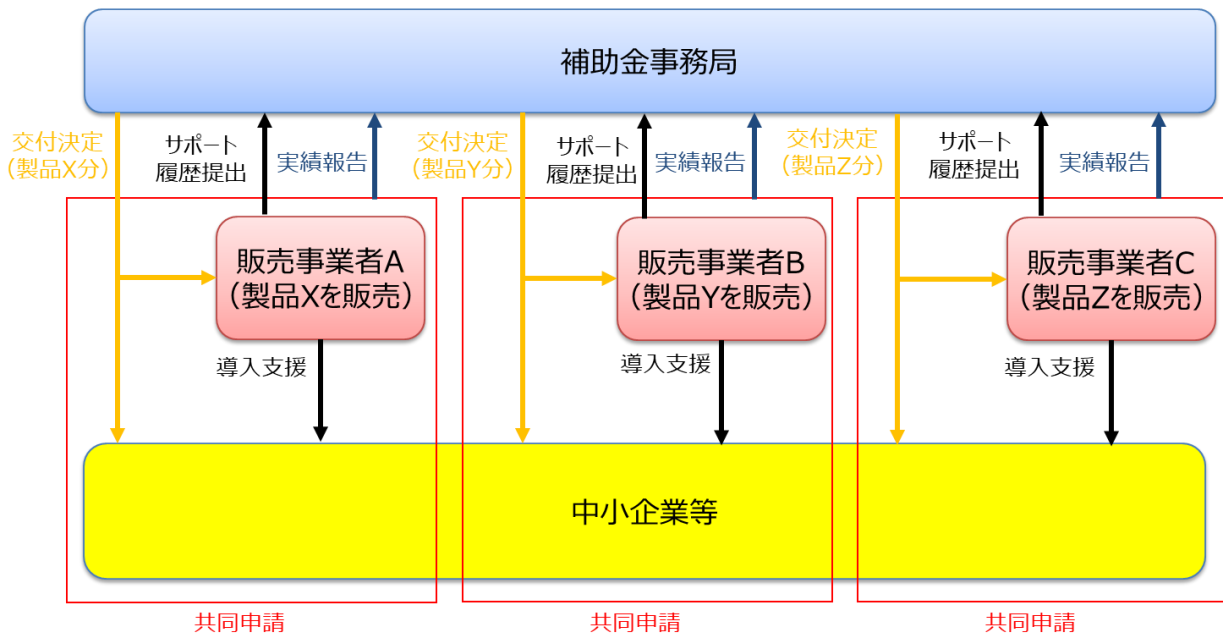 補助金事務局
交付決定
(製品X分)
サポート
履歴提出
実績報告
交付決定
(製品Y分)
サポート
履歴提出
実績報告
交付決定
(製品Z分)
サポート
履歴提出
実績報告
販売事業者A
(製品Xを販売)
販売事業者B
(製品Yを販売)
販売事業者C
(製品Zを販売)
導入支援
導入支援
導入支援
中小企業等
共同申請
共同申請
共同申請